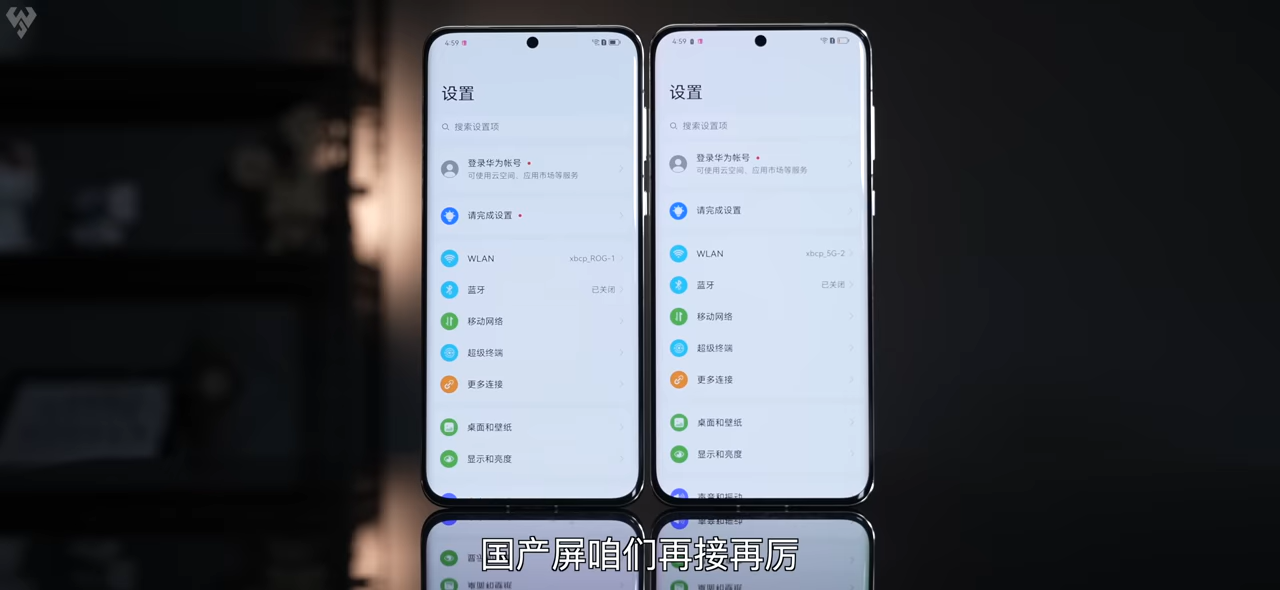 4:59
设置
搜索设置项
登录华为帐号
可使用云空间、应用市场等服务
请完成设置
WLAN xbcp_ROG-1
蓝牙 已关闭
移动网络
超级终端
更多连接
桌面和壁纸
显示和亮度
4:59
设置
搜索设置项
登录华为帐号
可使用云空间、应用市场等服务
请完成设置
WLAN xbcp_5G-2
蓝牙 已关闭
移动网络
超级终端
更多连接
桌面和壁纸
显示和亮度
声音和振动
国产屏咱们再接再厉